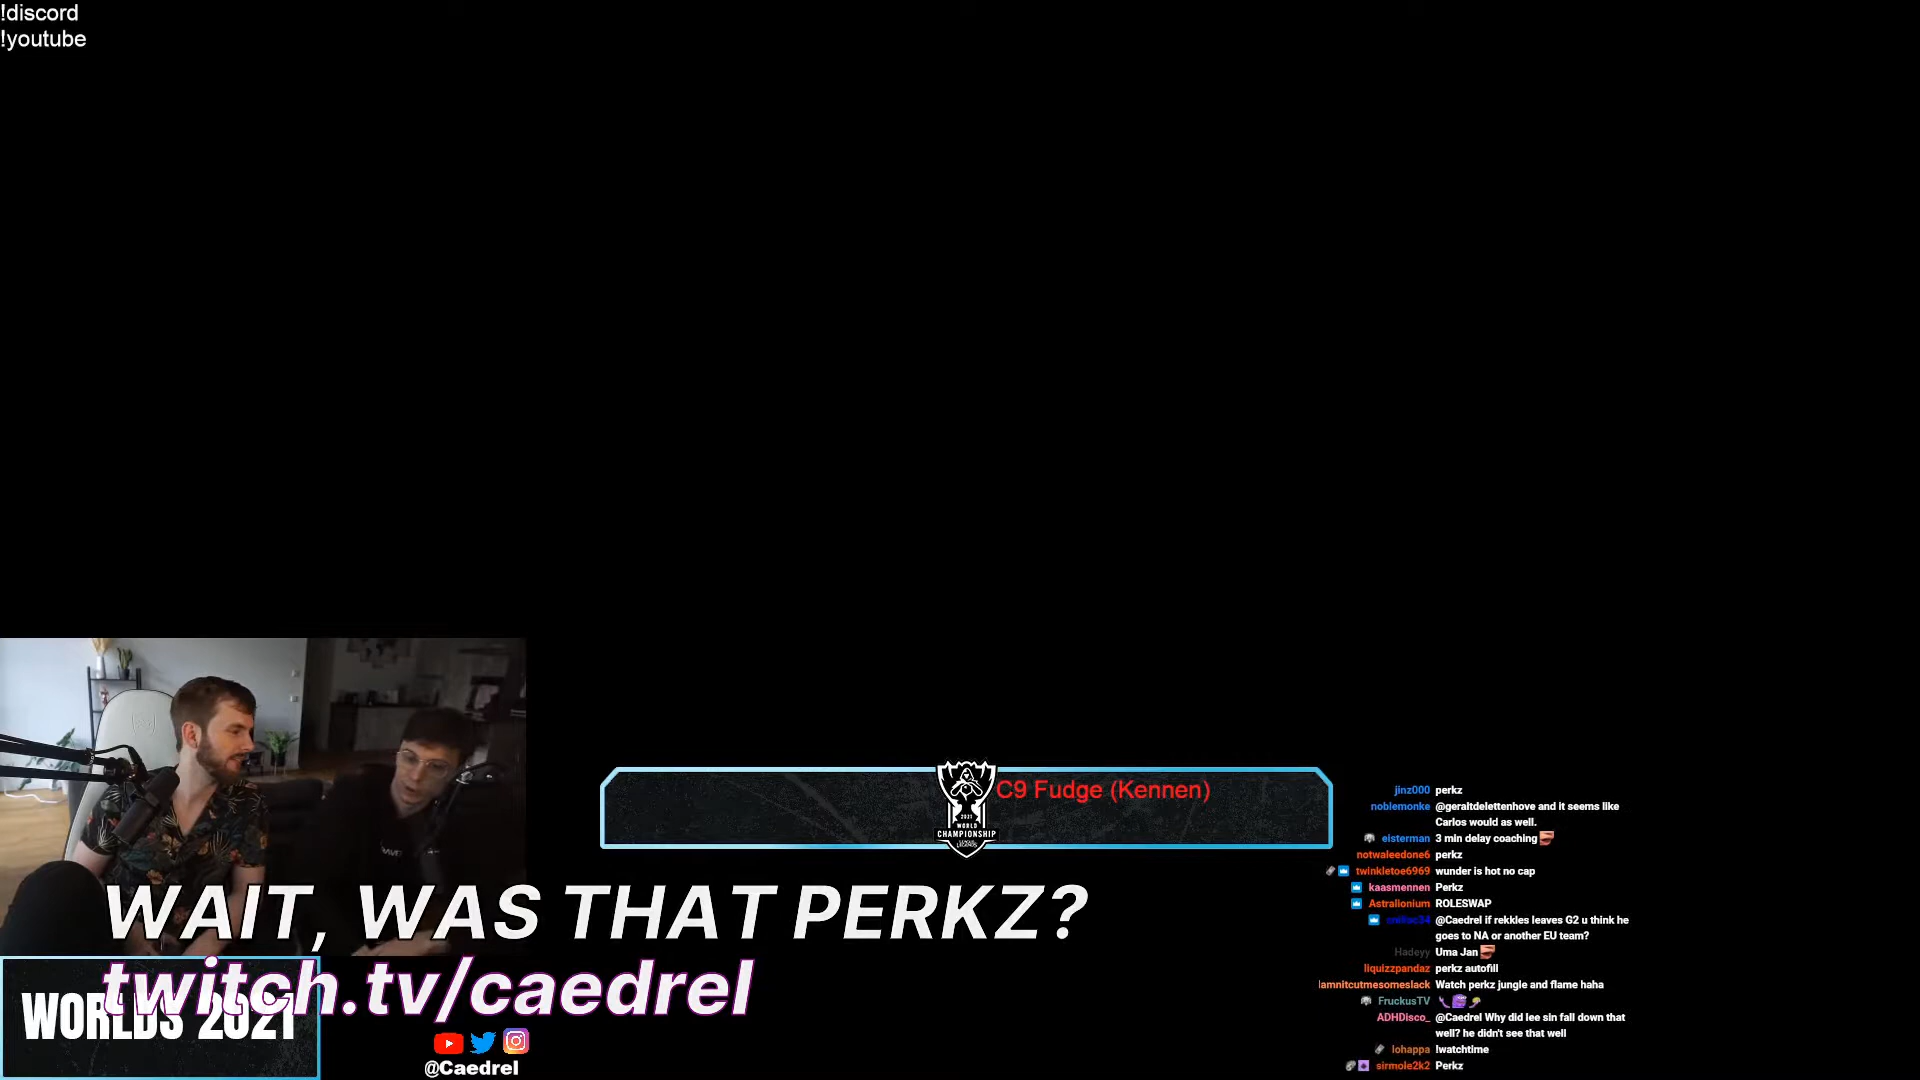 !discord
!youtube
C9 Fudge (Kennen)
2021
WORLD
CHAMPIONSHIP
LEAGUE
LEGENDS
jinz000 perkz
noblemonke @geraltdelettenhove and it seems like
Carlos would as well.
eisterman 3 min delay coaching
notwaleedone6 perkz
twinkletoe6969 wunder is hot no cap
kaasmennen Perkz
Astralionium ROLESWAP
@Caedrel if rekkles leaves G2 u think he
goes to NA or another EU team?
Hadeyy Uma Jan
liquizzpandaz perkz autofill
iamnitcutmesomeslack Watch perkz jungle and flame haha
FruckusTV
ADHDisco_ @Caedrel Why did lee sin fall down that
well? he didn't see that well
lohappa !watchtime
sirmole2k2 Perkz
WAIT, WAS THAT PERKZ?
twitch.tv/caedrel
WORLDS 2021
@Caedrel